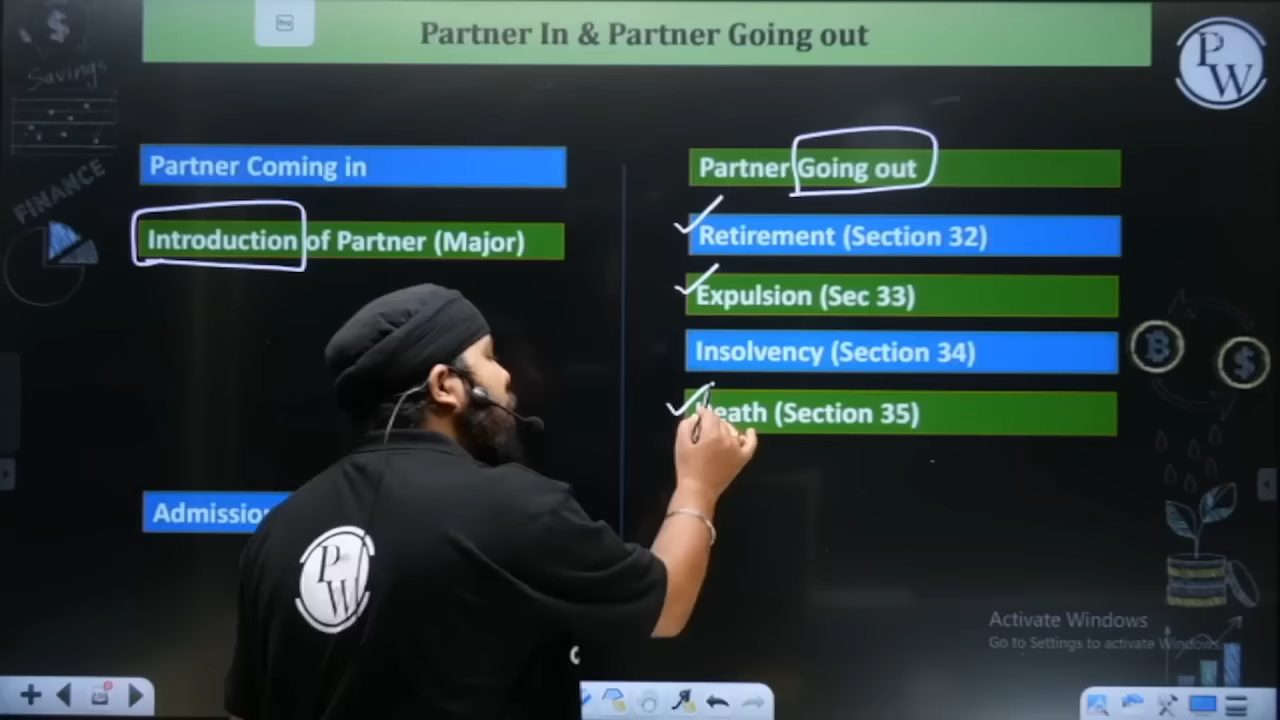 Partner In & Partner Going out
P
W
$
Savings
FINANCE
Partner Coming in
Introduction of Partner (Major)
Partner Going out
Retirement (Section 32)
Expulsion (Sec 33)
Insolvency (Section 34)
eath (Section 35)
B
$
Admissio
P
W
Activate Windows
Go to Settings to activate Windows.